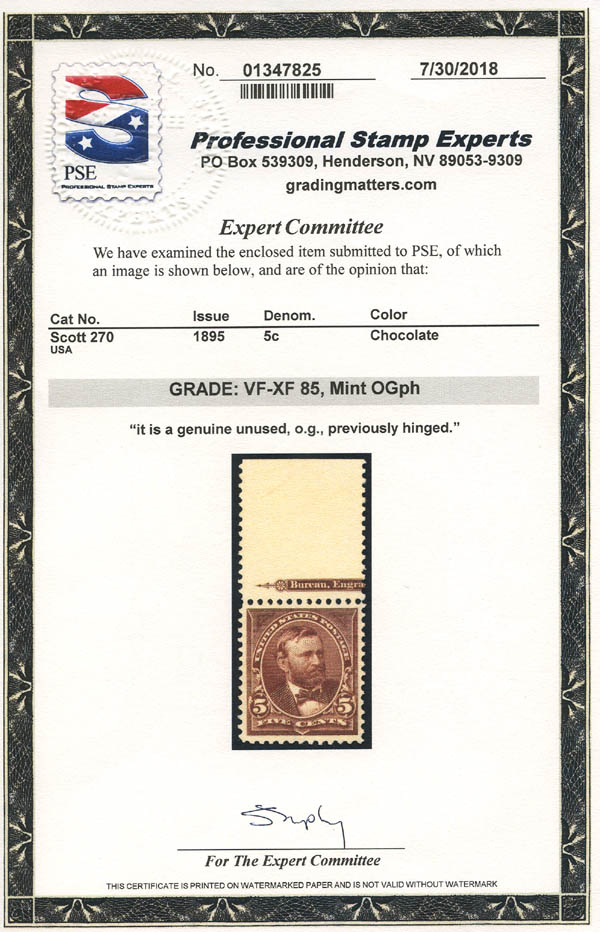 No. 01347825 7/30/2018
PSE
PROFESSIONAL STAMP EXPERTS
Professional Stamp Experts
PO Box 539309, Henderson, NV 89053-9309
gradingmatters.com
Expert Committee
We have examined the enclosed item submitted to PSE, of which
an image is shown below, and are of the opinion that:
Cat No. Issue Denom. Color
Scott 270 1895 5c Chocolate
USA
GRADE: VF-XF 85, Mint OGph
“it is a genuine unused, o.g., previously hinged.”
Bureau, Engra
UNITED STATES POSTAGE
5 5
FIVE CENTS
For The Expert Committee
THIS CERTIFICATE IS PRINTED ON WATERMARKED PAPER AND IS NOT VALID WITHOUT WATERMARK